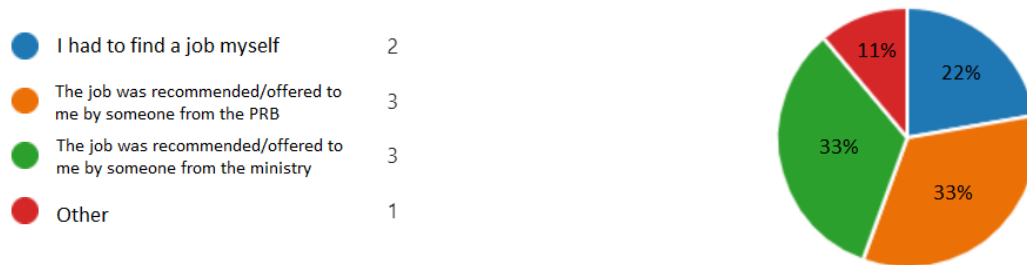 I had to find a job myself 2
The job was recommended/offered to
me by someone from the PRB 3
The job was recommended/offered to
me by someone from the ministry 3
Other 1
11%
22%
33%
33%